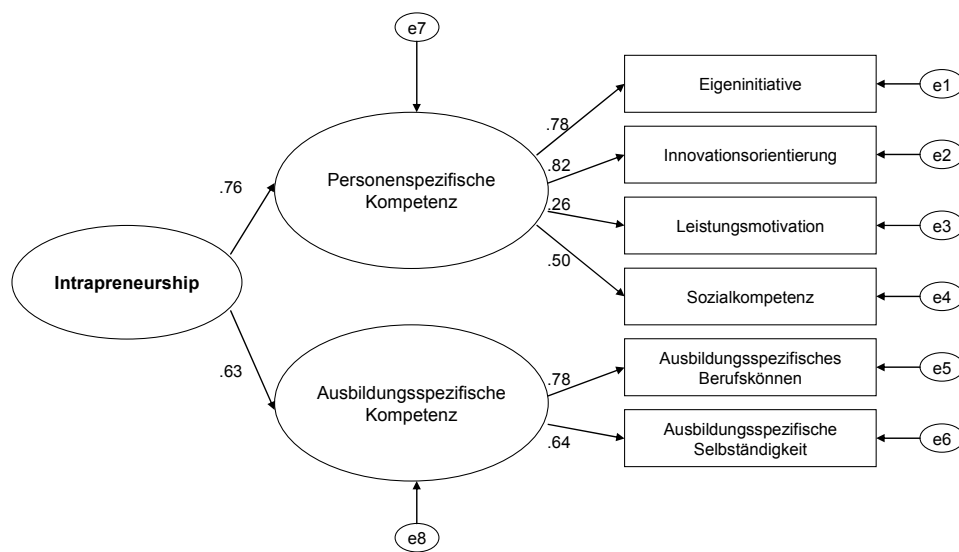 e7
Eigeninitiative
e1
.78
Innovationsorientierung
e2
.82
Personenspezifische
Kompetenz
.76
.26
Leistungsmotivation
e3
.50
Intrapreneurship
Sozialkompetenz
e4
.63
Ausbildungsspezifisches
Berufskönnen
e5
.78
Ausbildungsspezifische
Kompetenz
.64
Ausbildungsspezifische
Selbständigkeit
e6
e8